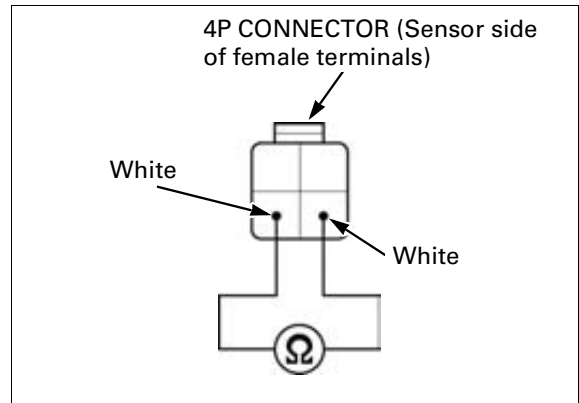 4P CONNECTOR (Sensor side
of female terminals)
White
White
Ω